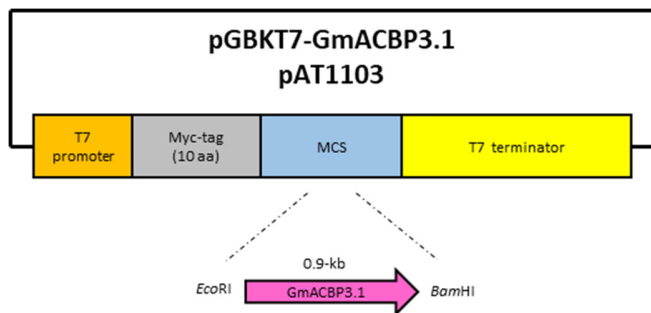 pGBKT7-GmACBP3.1
pAT1103
T7
promoter
Myc-tag
(10 aa)
MCS
T7 terminator
0.9-kb
EcoRI
GmACBP3.1
BamHI